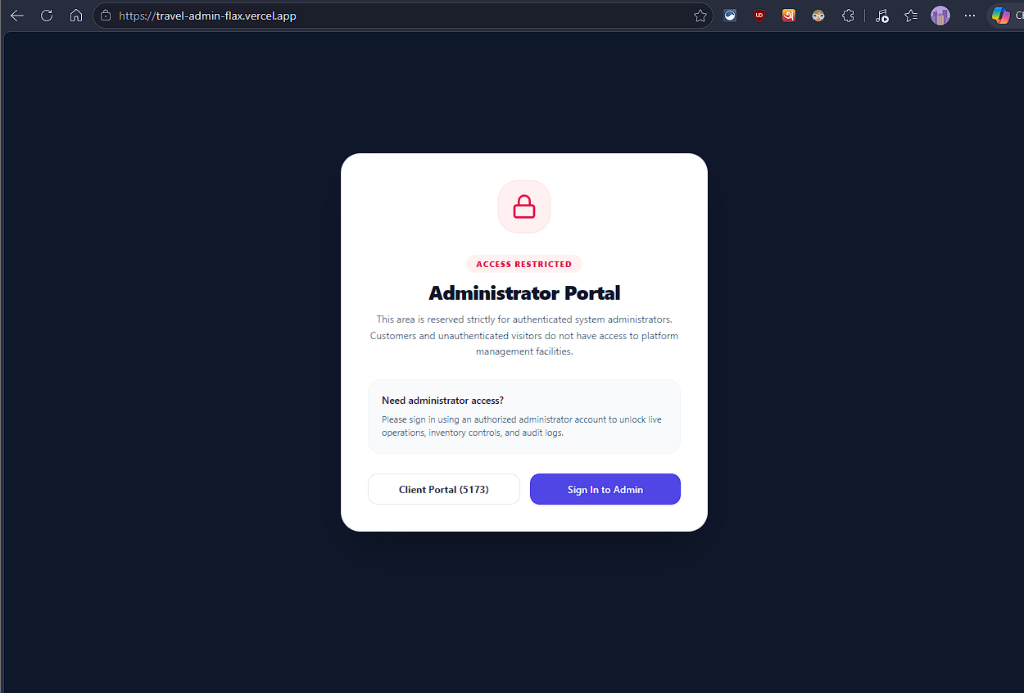 https://travel-admin-flax.vercel.app
ACCESS RESTRICTED
Administrator Portal
This area is reserved strictly for authenticated system administrators.
Customers and unauthenticated visitors do not have access to platform
management facilities.
Need administrator access?
Please sign in using an authorized administrator account to unlock live
operations, inventory controls, and audit logs.
Client Portal (5173)
Sign In to Admin